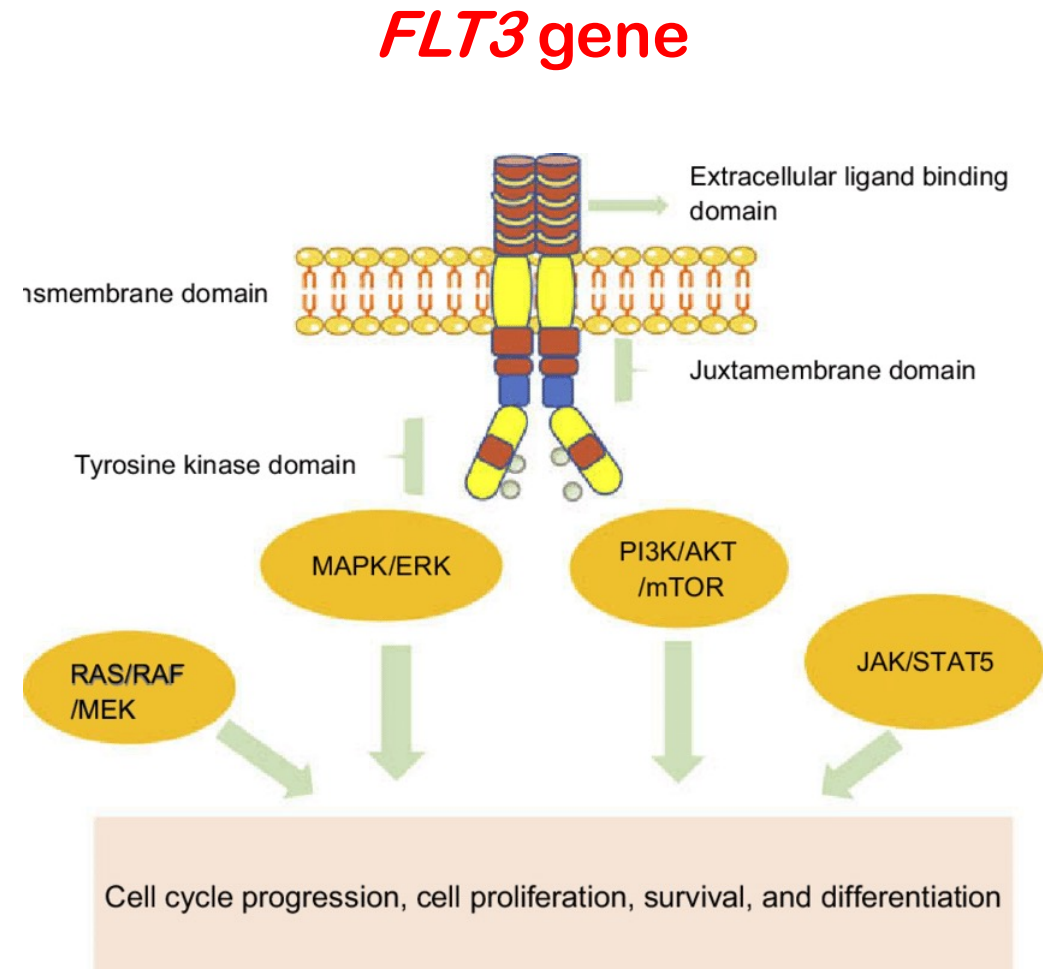 FLT3 gene
Extracellular ligand binding
domain
nsmembrane domain
Juxtamembrane domain
Tyrosine kinase domain
MAPK/ERK
PI3K/AKT
/mTOR
JAK/STAT5
RAS/RAF
/MEK
Cell cycle progression, cell proliferation, survival, and differentiation